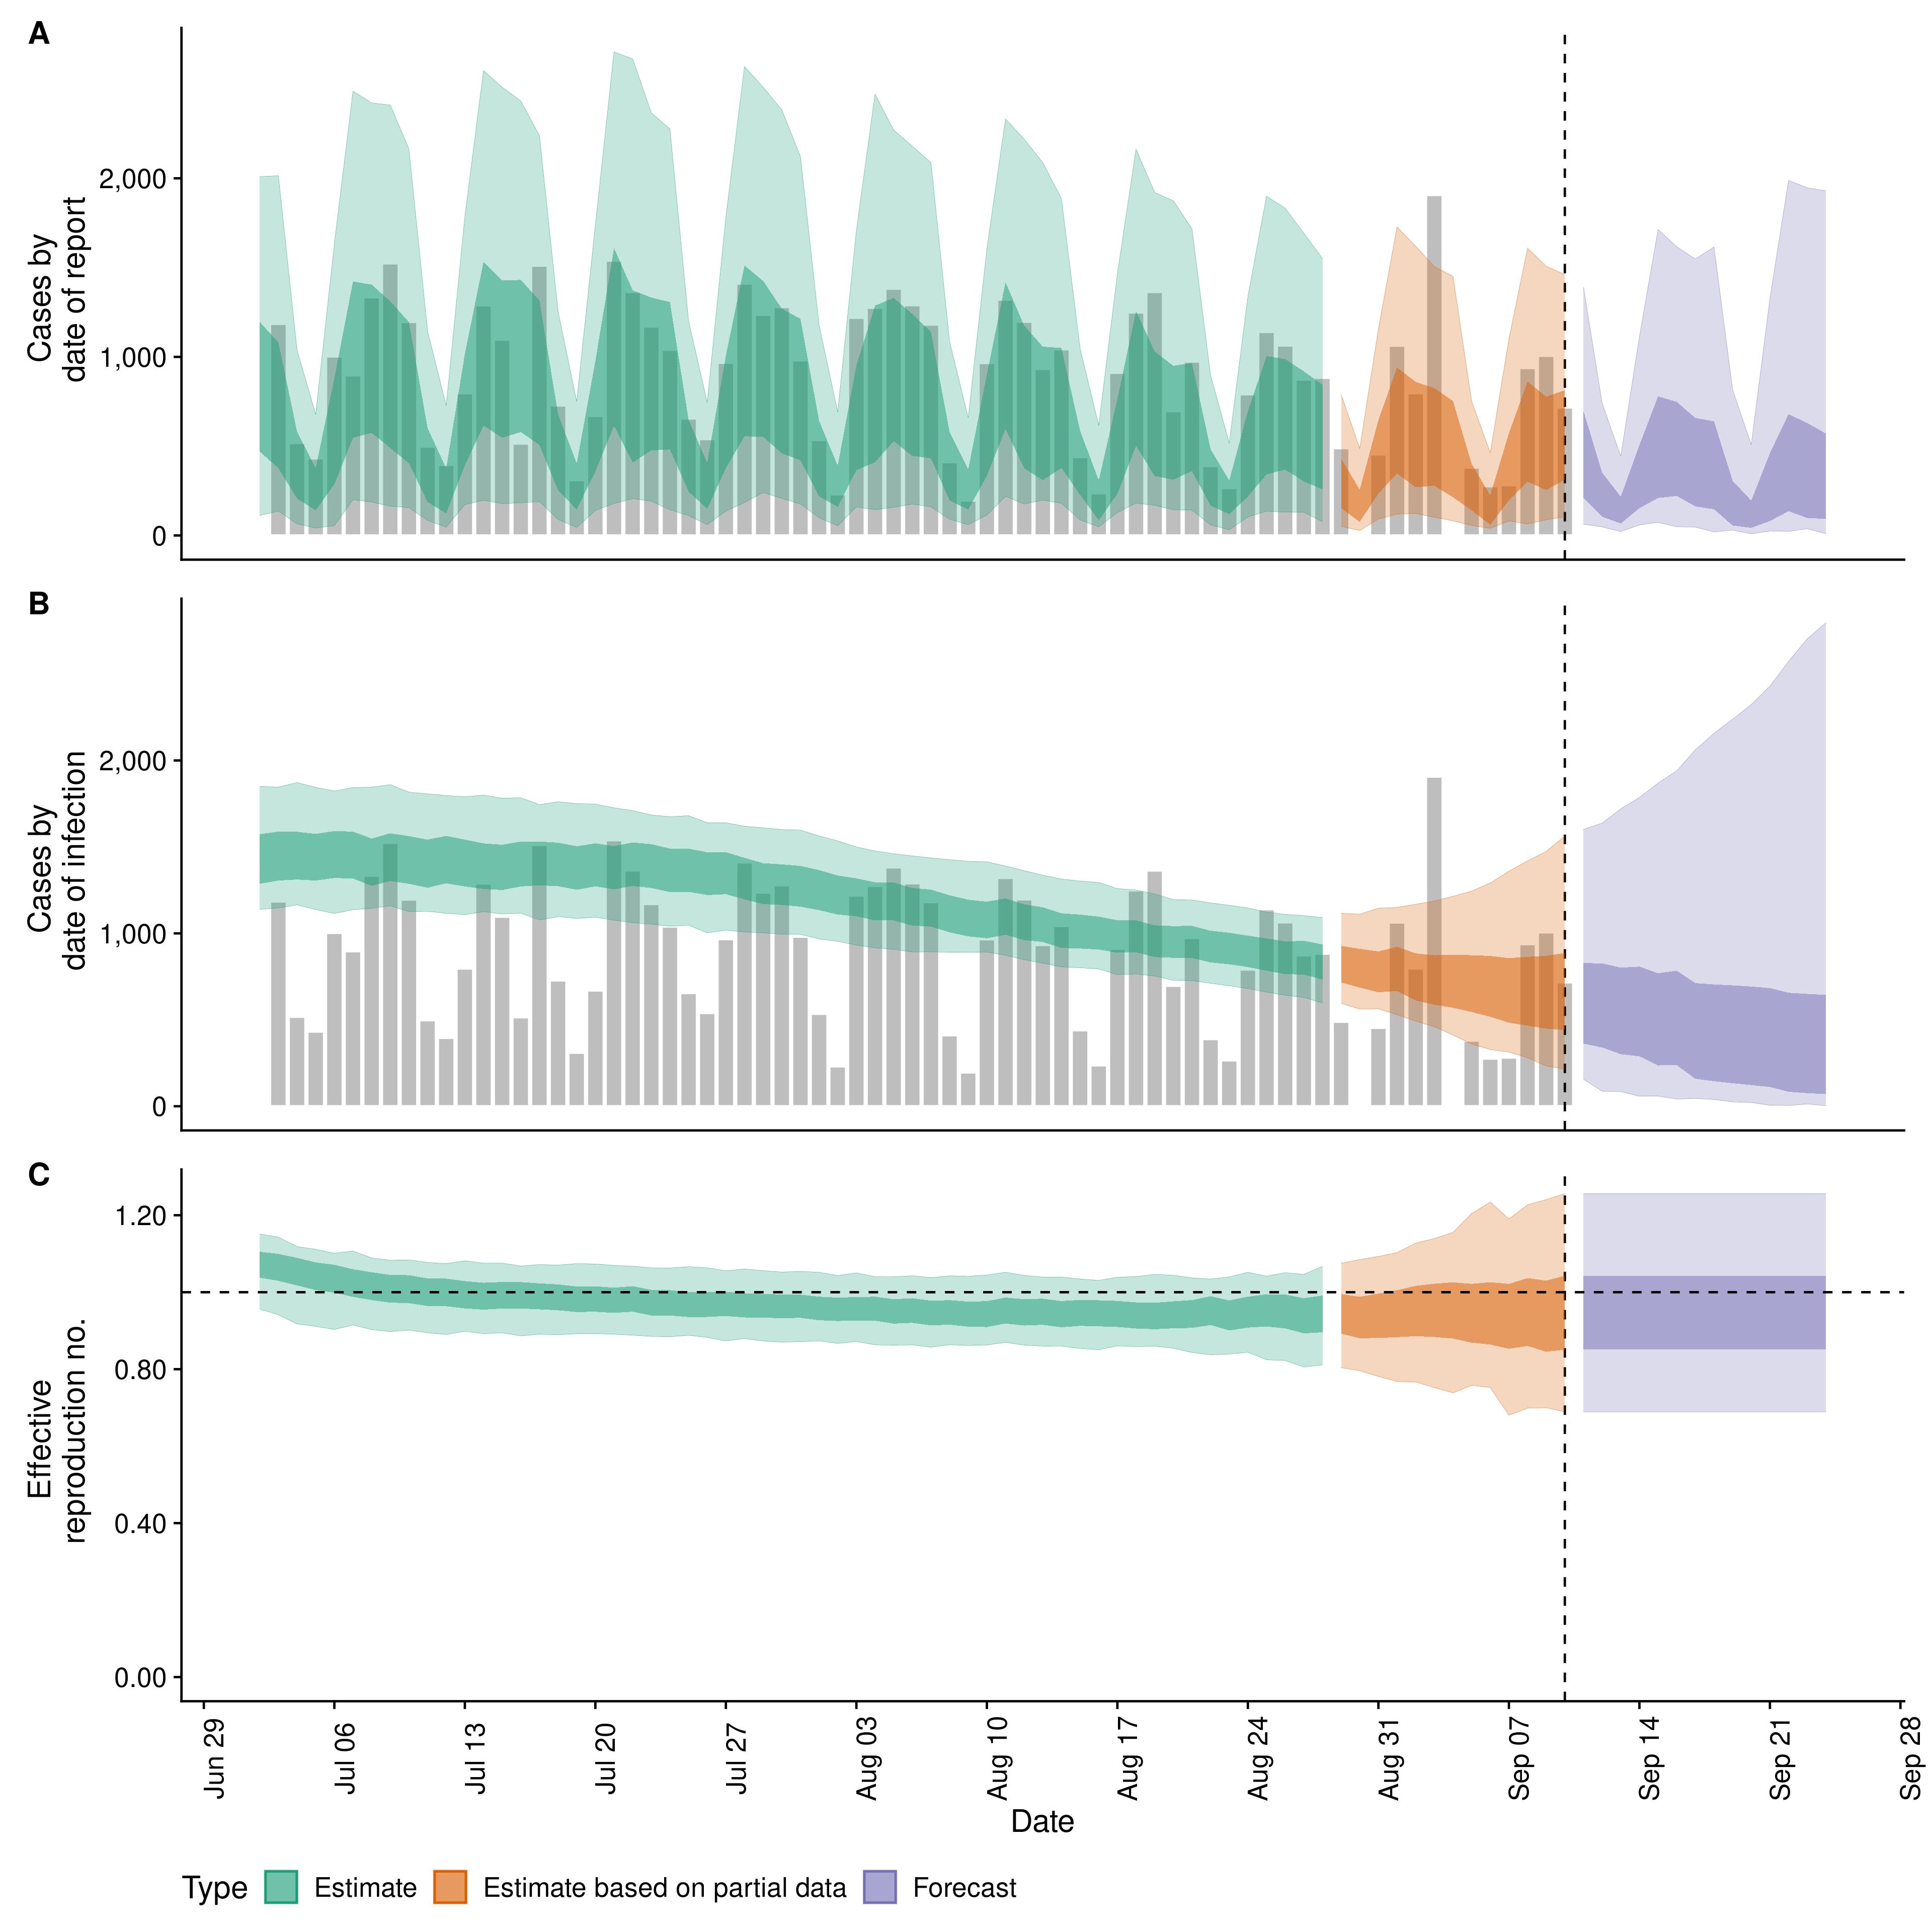 A
Cases by
date of report
2,000
1,000
0
B
Cases by
date of infection
2,000
1,000
0
C
Effective
reproduction no.
1.20
0.80
0.40
0.00
Jun 29
Jul 06
Jul 13
Jul 20
Jul 27
Aug 03
Aug 10
Aug 17
Aug 24
Aug 31
Sep 07
Sep 14
Sep 21
Sep 28
Date
Type Estimate Estimate based on partial data Forecast